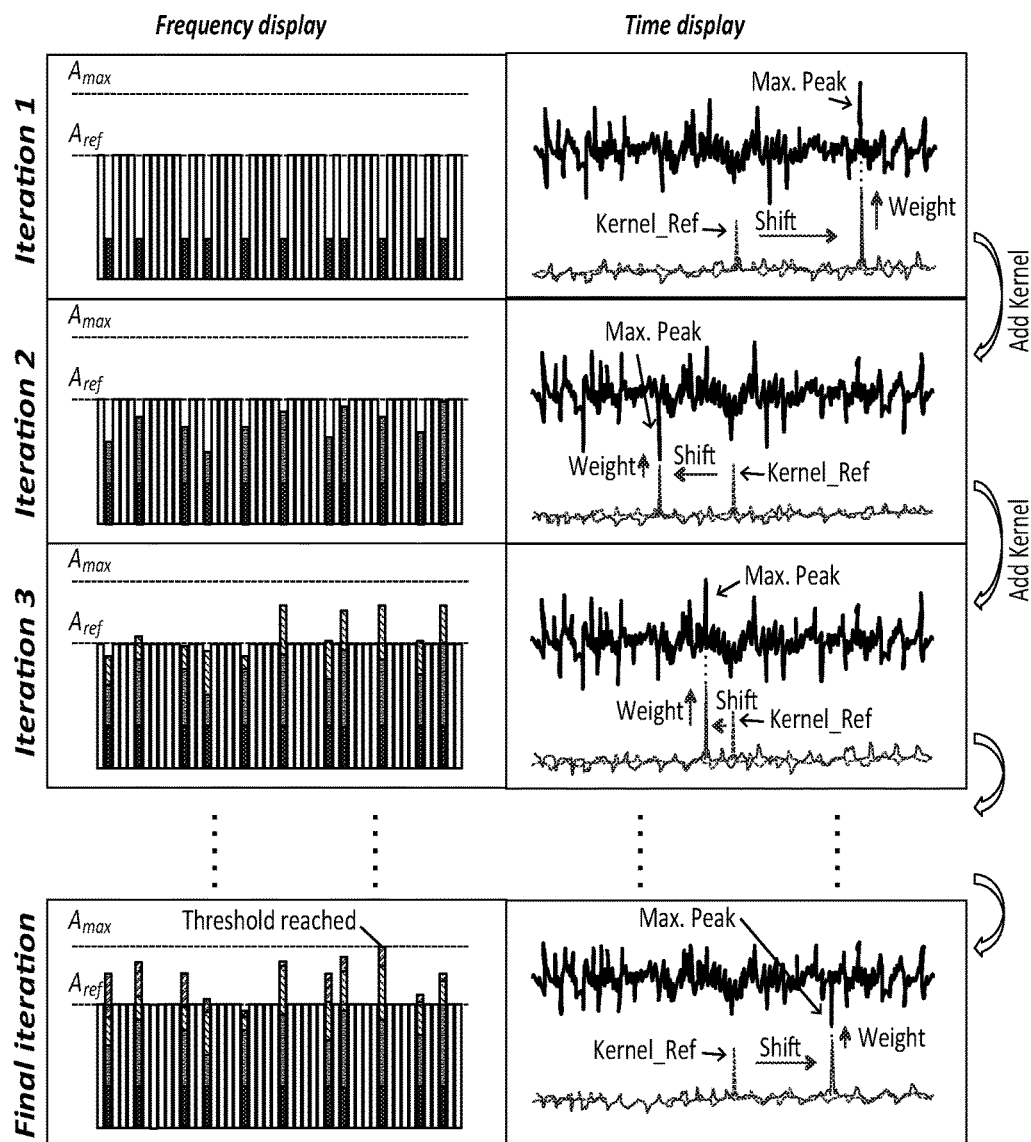 Frequency display
Time display
Iteration 1
A_max
A_ref
Max. Peak
Kernel_Ref
Shift
Weight
Add Kernel
Iteration 2
A_max
A_ref
Max. Peak
Weight
Shift
Kernel_Ref
Add Kernel
Iteration 3
A_max
A_ref
Max. Peak
Weight
Shift
Kernel_Ref
Final iteration
A_max
Threshold reached
A_ref
Max. Peak
Kernel_Ref
Shift
Weight